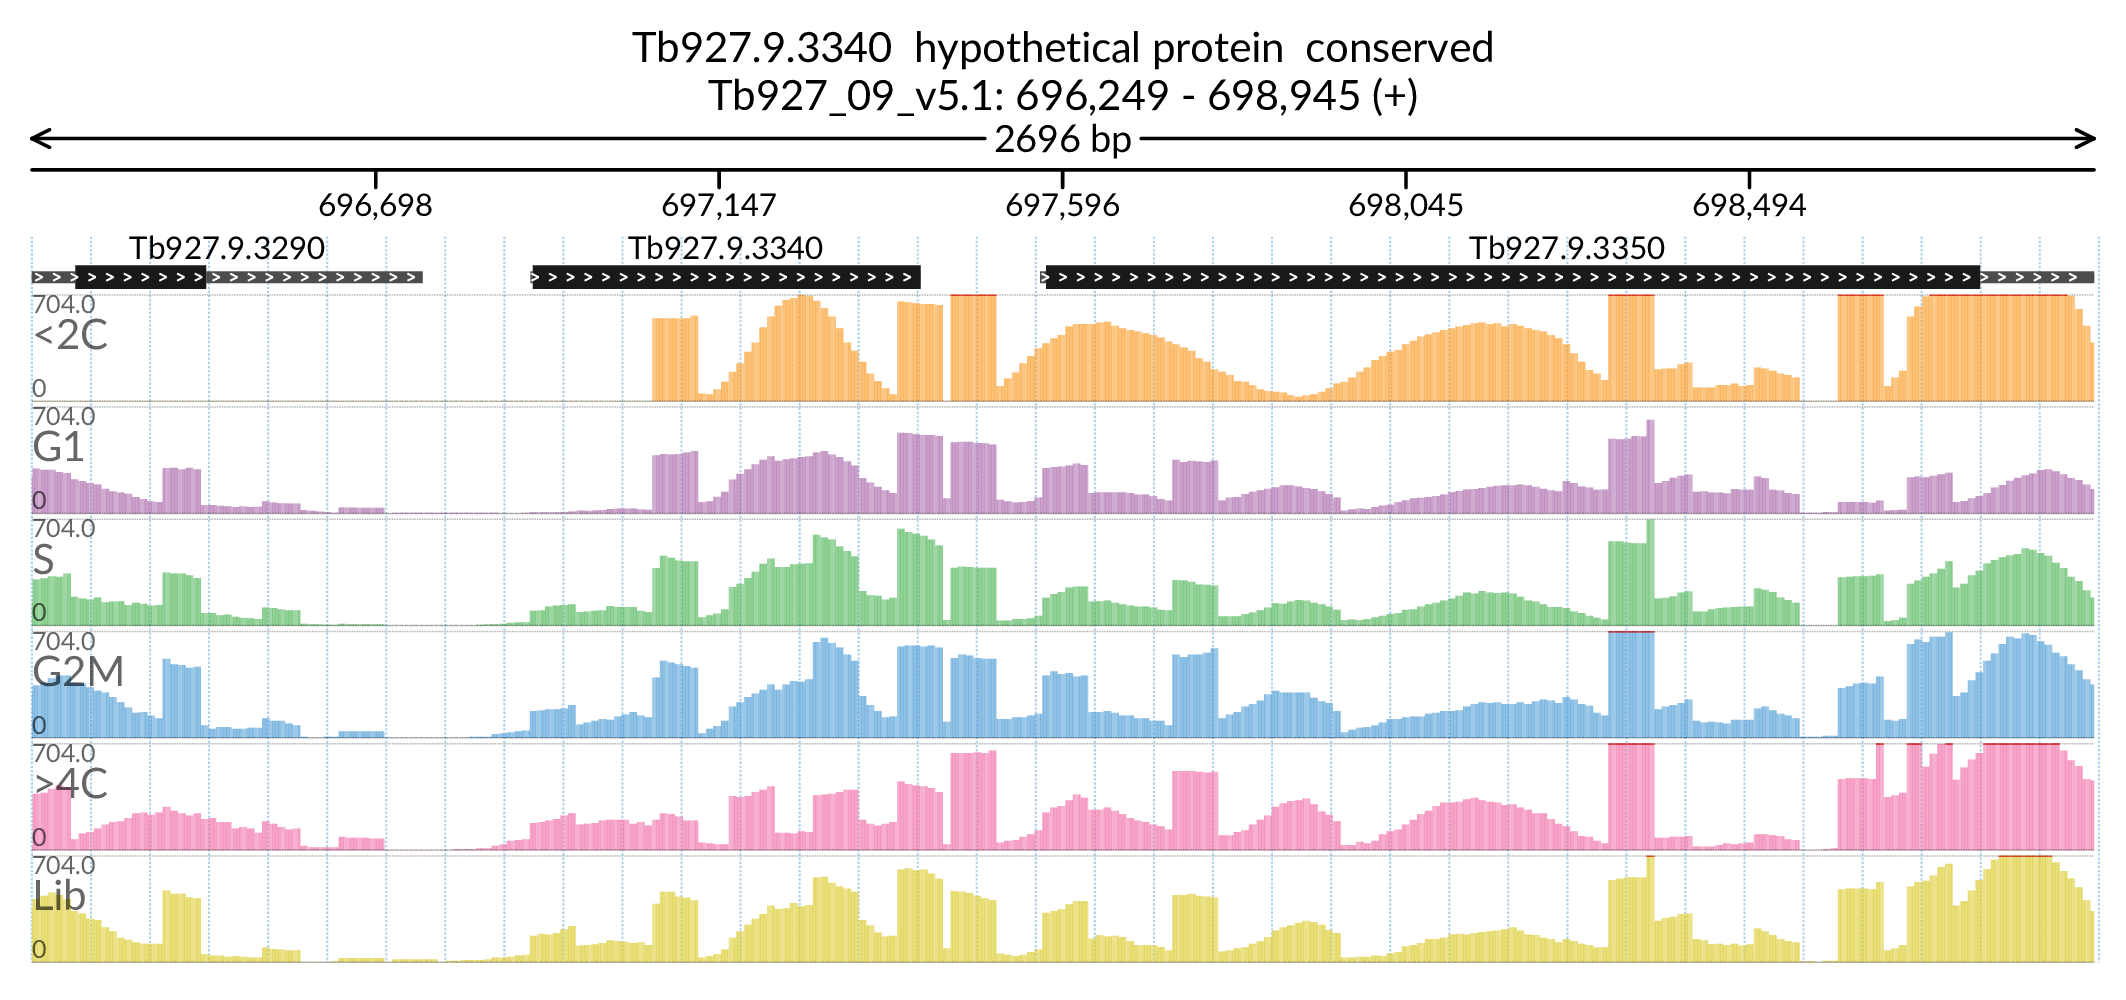 Tb927.9.3340  hypothetical protein  conserved
Tb927_09_v5.1: 696,249 - 698,945 (+)
2696 bp
696,698 697,147 697,596 698,045 698,494
Tb927.9.3290 Tb927.9.3340 Tb927.9.3350
704.0
<2C
0
704.0
G1
0
704.0
S
0
704.0
G2M
0
704.0
>4C
0
704.0
Lib
0